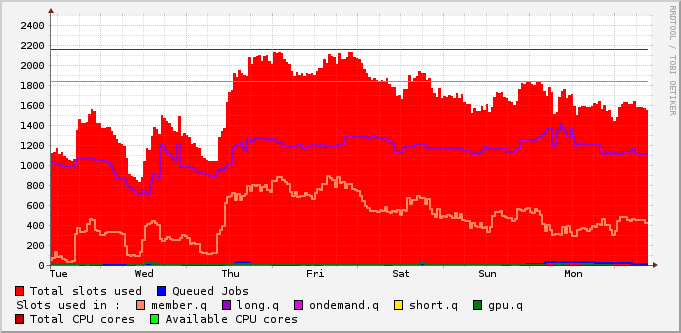 2400
2200
2000
1800
1600
1400
1200
1000
800
600
400
200
0
Tue Wed Thu Fri Sat Sun Mon
Total slots used Queued Jobs
Slots used in : member.q long.q ondemand.q short.q gpu.q
Total CPU cores Available CPU cores
RRDTOOL / TOBI OETIKER